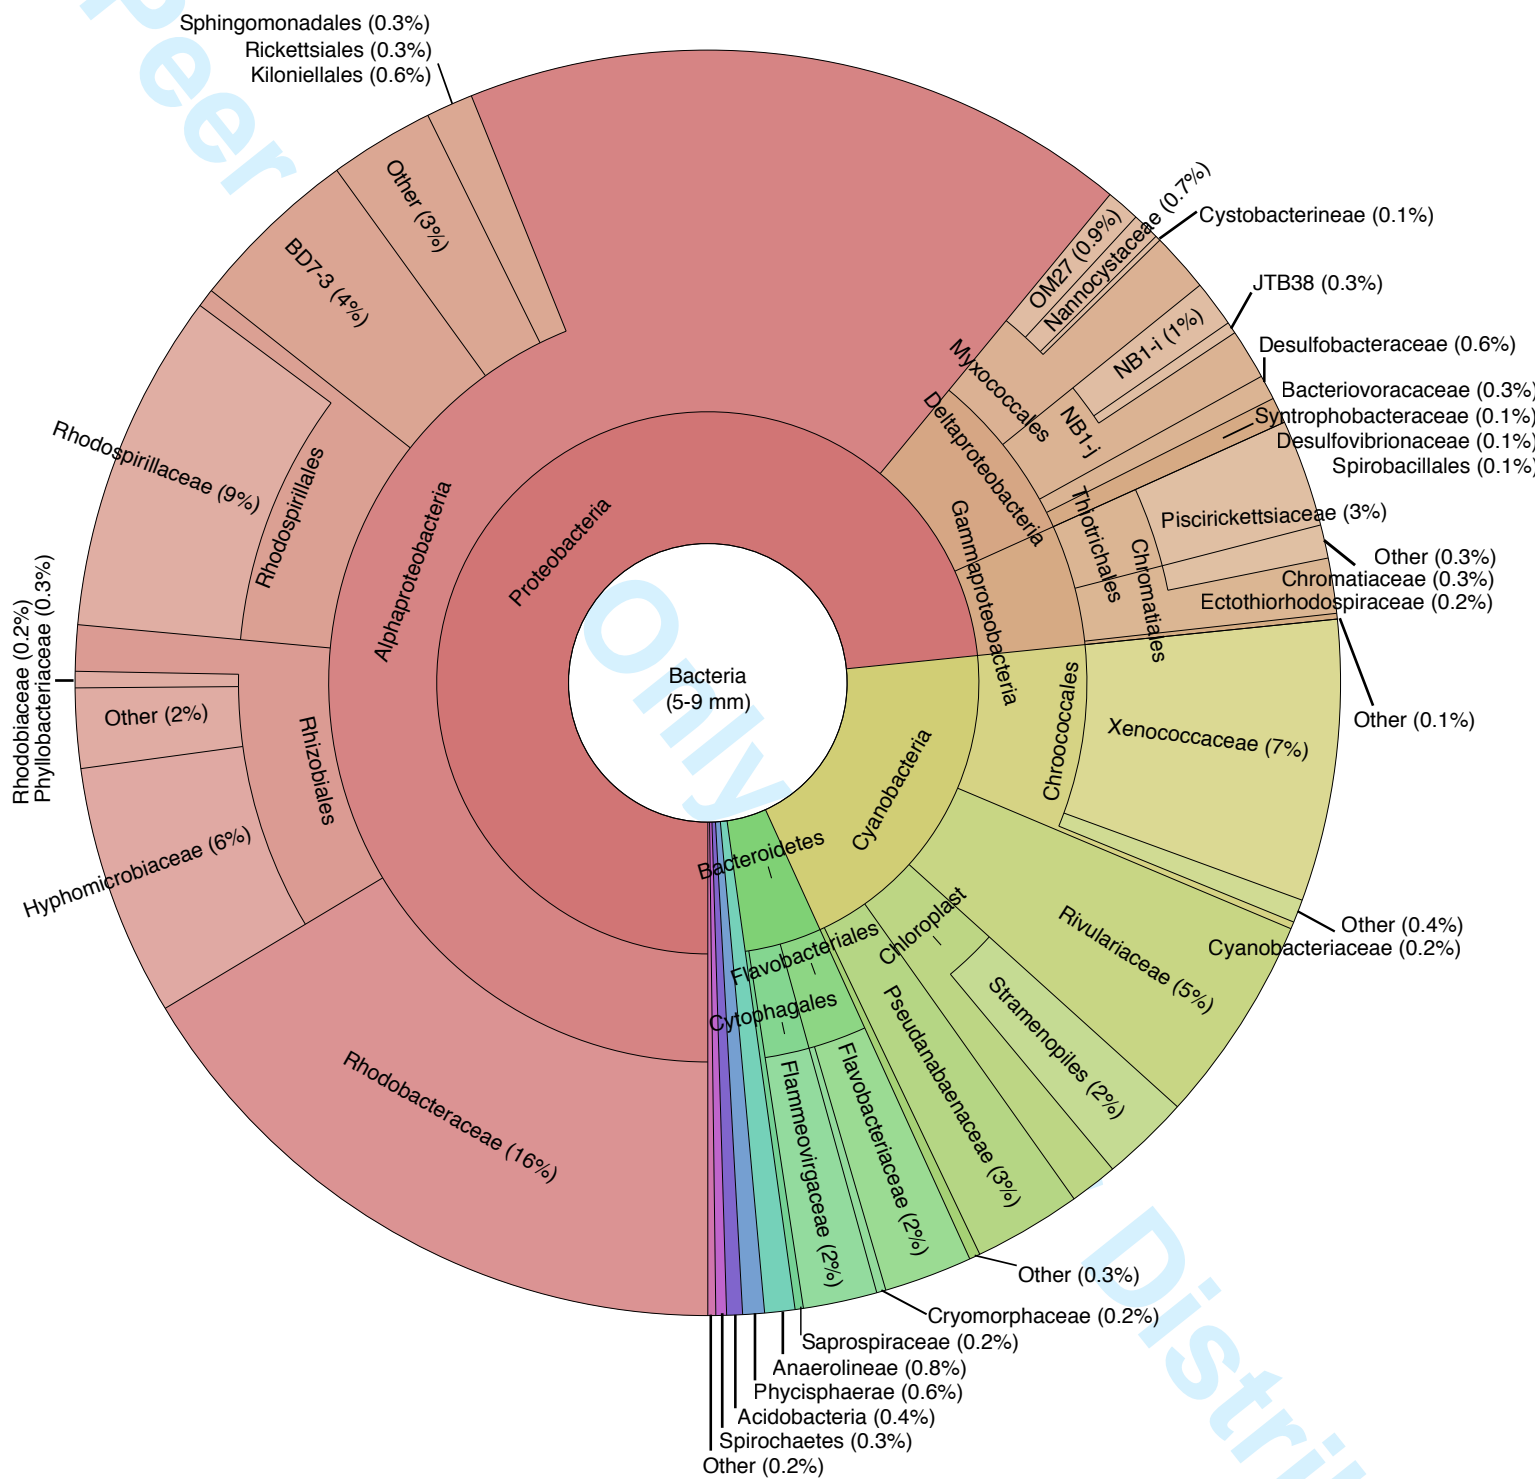 Peer
Only
Distri
Sphingomonadales (0.3%)
Rickettsiales (0.3%)
Kiloniellales (0.6%)
Other (3%)
BD7-3 (4%)
Rhodospirillaceae (9%)
Rhodospirillales
Alphaproteobacteria
Proteobacteria
Rhodobiaceae (0.2%)
Phyllobacteriaceae (0.3%)
Other (2%)
Rhizobiales
Hyphomicrobiaceae (6%)
Rhodobacteraceae (16%)
Bacteria
(5-9 mm)
OM27 (0.9%)
Nannocystaceae (0.7%)
Cystobacterineae (0.1%)
Myxococcales
JTB38 (0.3%)
NB1-i (1%)
NB1-j
Desulfobacteraceae (0.6%)
Bacteriovoracaceae (0.3%)
Syntrophobacteraceae (0.1%)
Desulfovibrionaceae (0.1%)
Spirobacillales (0.1%)
Deltaproteobacteria
Gammaproteobacteria
Thiotrichales
Chromatiales
Piscirickettsiaceae (3%)
Other (0.3%)
Chromatiaceae (0.3%)
Ectothiorhodospiraceae (0.2%)
Other (0.1%)
Xenococcaceae (7%)
Chroococcales
Cyanobacteria
Other (0.4%)
Cyanobacteriaceae (0.2%)
Rivulariaceae (5%)
Chloroplast
Stramenopiles (2%)
Pseudanabaenaceae (3%)
Other (0.3%)
Bacteroidetes
Flavobacteriales
Cytophagales
Flavobacteriaceae (2%)
Flammeovirgaceae (2%)
Cryomorphaceae (0.2%)
Saprospiraceae (0.2%)
Anaerolineae (0.8%)
Phycisphaerae (0.6%)
Acidobacteria (0.4%)
Spirochaetes (0.3%)
Other (0.2%)